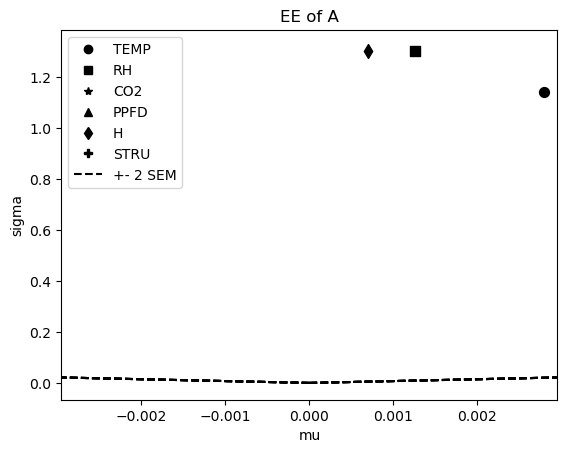 EE of A
TEMP
RH
CO2
PPFD
H
STRU
+- 2 SEM
sigma
1.2
1.0
0.8
0.6
0.4
0.2
0.0
−0.002
−0.001
0.000
0.001
0.002
mu